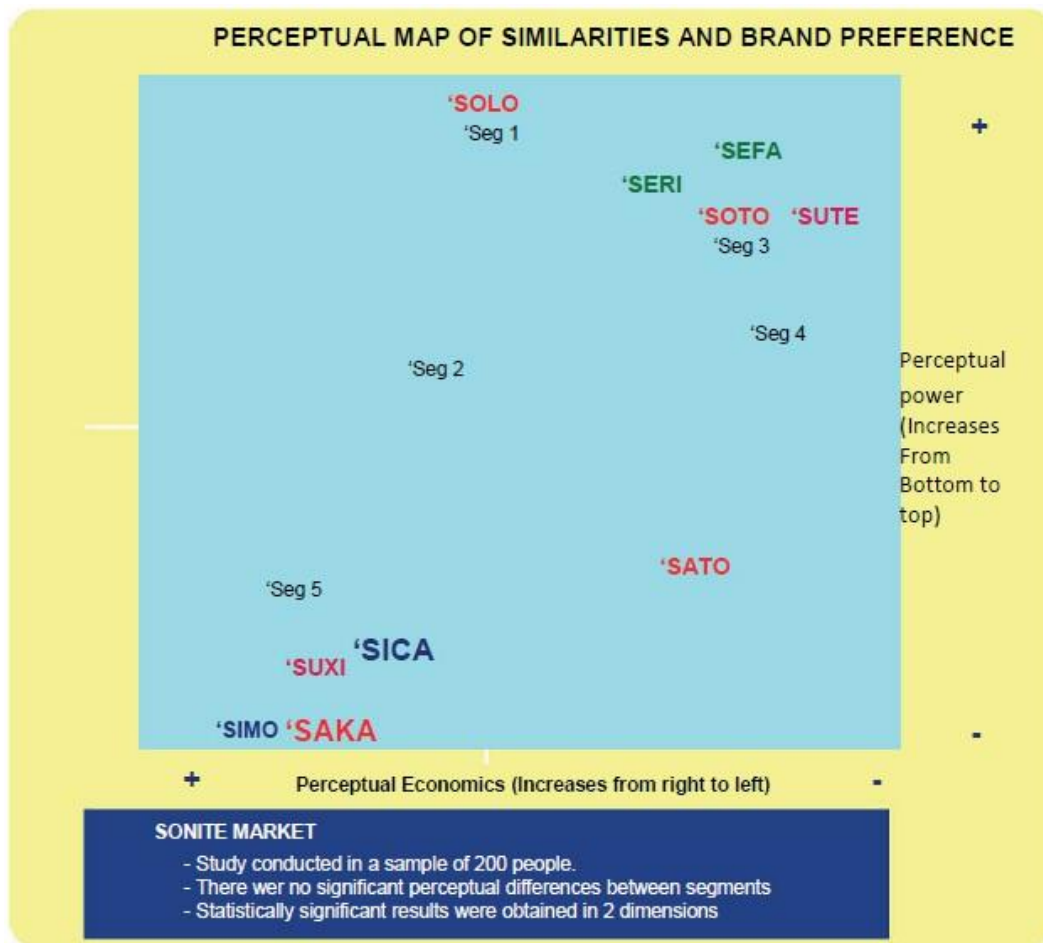 PERCEPTUAL MAP OF SIMILARITIES AND BRAND PREFERENCE
‘SOLO
‘Seg 1
+
‘SEFA
‘SERI
‘SOTO ‘SUTE
‘Seg 3
‘Seg 4
‘Seg 2
Perceptual
power
(Increases
From
Bottom to
top)
‘SATO
‘Seg 5
‘SICA
‘SUXI
‘SIMO ‘SAKA
-
+ Perceptual Economics (Increases from right to left) -
SONITE MARKET
- Study conducted in a sample of 200 people.
- There wer no significant perceptual differences between segments
- Statistically significant results were obtained in 2 dimensions